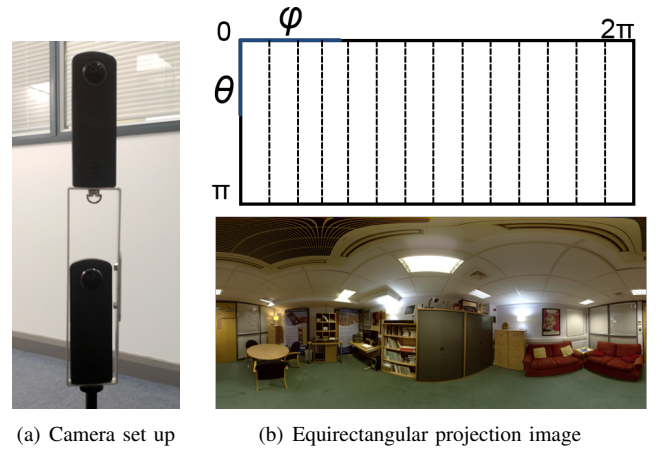 φ
0
2π
θ
π
(a) Camera set up
(b) Equirectangular projection image